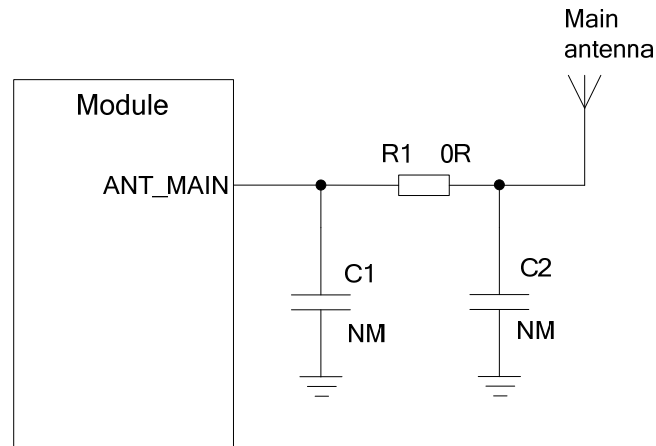 Main
antenna
Module
R1 0R
ANT_MAIN
C1
C2
NM
NM